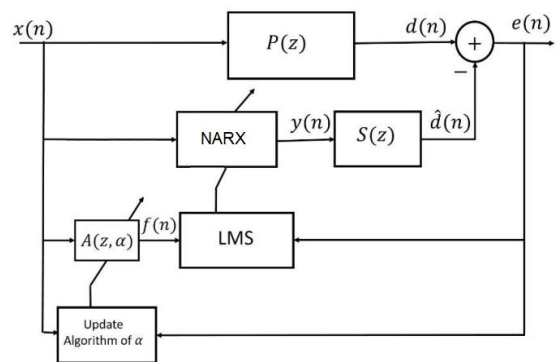 x(n)
P(z)
d(n)
+
e(n)
−
NARX
y(n)
S(z)
d̂(n)
A(z, α)
f(n)
LMS
Update
Algorithm of α